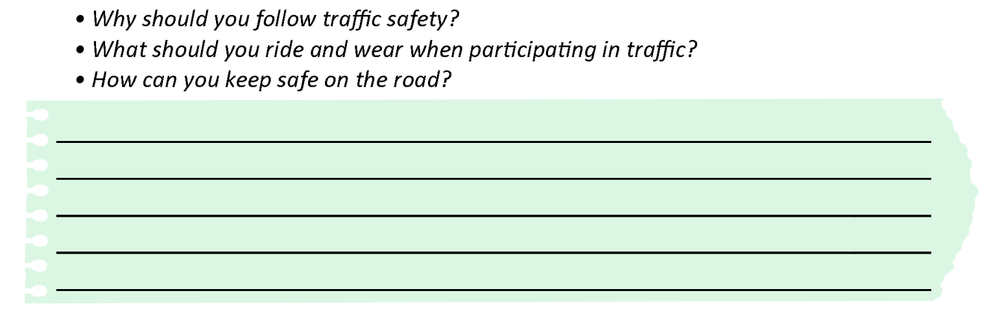 • Why should you follow traffic safety?
• What should you ride and wear when participating in traffic?
• How can you keep safe on the road?